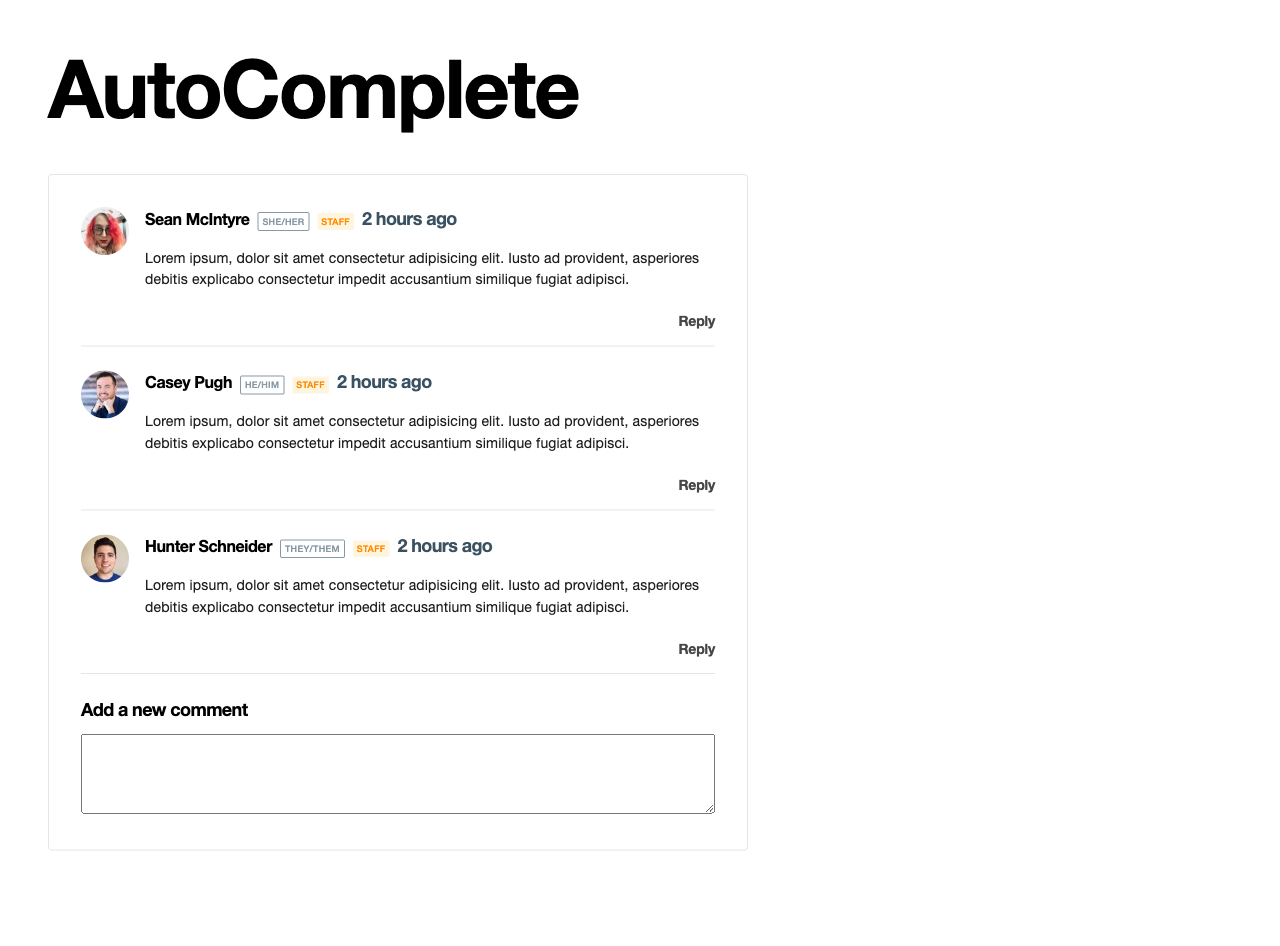 AutoComplete
Sean McIntyre SHE/HER STAFF 2 hours ago
Lorem ipsum, dolor sit amet consectetur adipisicing elit. Iusto ad provident, asperiores
debitis explicabo consectetur impedit accusantium similique fugiat adipisci.
Reply
Casey Pugh HE/HIM STAFF 2 hours ago
Lorem ipsum, dolor sit amet consectetur adipisicing elit. Iusto ad provident, asperiores
debitis explicabo consectetur impedit accusantium similique fugiat adipisci.
Reply
Hunter Schneider THEY/THEM STAFF 2 hours ago
Lorem ipsum, dolor sit amet consectetur adipisicing elit. Iusto ad provident, asperiores
debitis explicabo consectetur impedit accusantium similique fugiat adipisci.
Reply
Add a new comment